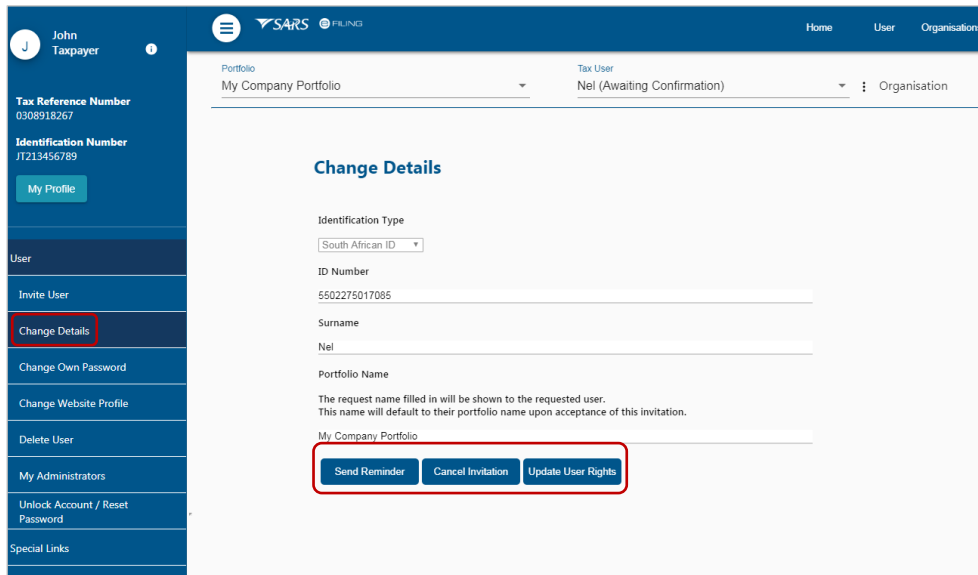 John
Taxpayer
J
i
Tax Reference Number
0308918267
Identification Number
JT213456789
My Profile
User
Invite User
Change Details
Change Own Password
Change Website Profile
Delete User
My Administrators
Unlock Account / Reset
Password
Special Links
SARS e FILING
Home User Organisations
Portfolio
My Company Portfolio
Tax User
Nel (Awaiting Confirmation)
Organisation
Change Details
Identification Type
South African ID
ID Number
5502275017085
Surname
Nel
Portfolio Name
The request name filled in will be shown to the requested user.
This name will default to their portfolio name upon acceptance of this invitation.
My Company Portfolio
Send Reminder Cancel Invitation Update User Rights